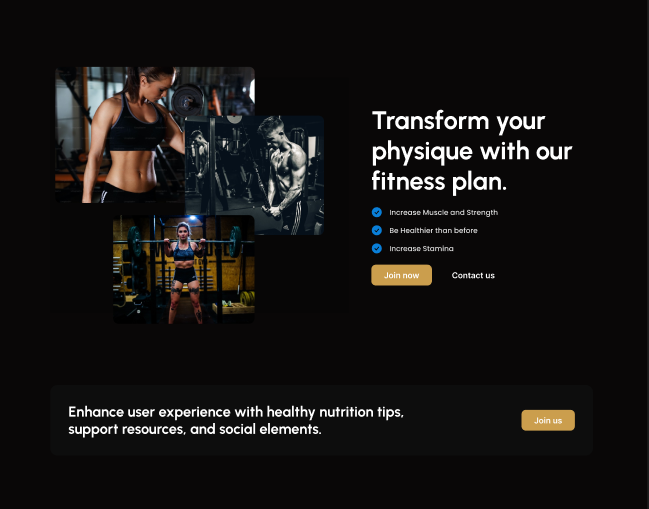 Transform your
physique with our
fitness plan.
Increase Muscle and Strength
Be Healthier than before
Increase Stamina
Join now
Contact us
Enhance user experience with healthy nutrition tips,
support resources, and social elements.
Join us